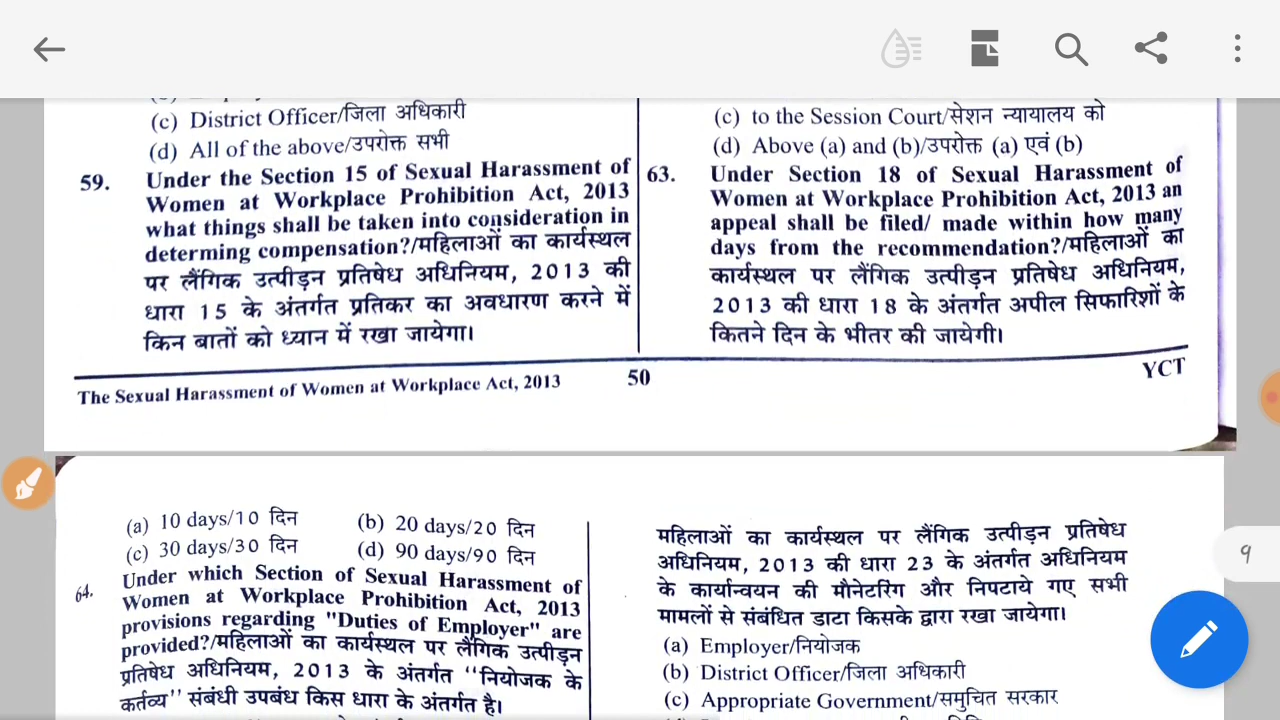 (c) District Officer/जिला अधिकारी
(d) All of the above/उपरोक्त सभी
59. Under the Section 15 of Sexual Harassment of
Women at Workplace Prohibition Act, 2013
what things shall be taken into consideration in
determing compensation?/महिलाओं का कार्यस्थल
पर लैंगिक उत्पीड़न प्रतिषेध अधिनियम, 2013 की
धारा 15 के अंतर्गत प्रतिकर का अवधारण करने में
किन बातों को ध्यान में रखा जायेगा।
(c) to the Session Court/सेशन न्यायालय को
(d) Above (a) and (b)/उपरोक्त (a) एवं (b)
63. Under Section 18 of Sexual Harassment of
Women at Workplace Prohibition Act, 2013 an
appeal shall be filed/ made within how many
days from the recommendation?/महिलाओं का
कार्यस्थल पर लैंगिक उत्पीड़न प्रतिषेध अधिनियम,
2013 की धारा 18 के अंतर्गत अपील सिफारिशों के
कितने दिन के भीतर की जायेगी।
The Sexual Harassment of Women at Workplace Act, 2013 50 YCT
(a) 10 days/10 दिन (b) 20 days/20 दिन
(c) 30 days/30 दिन (d) 90 days/90 दिन
64. Under which Section of Sexual Harassment of
Women at Workplace Prohibition Act, 2013
provisions regarding "Duties of Employer" are
provided?/महिलाओं का कार्यस्थल पर लैंगिक उत्पीड़न
प्रतिषेध अधिनियम, 2013 के अंतर्गत ‘‘नियोजक के
कर्तव्य’’ संबंधी उपबंध किस धारा के अंतर्गत है।
महिलाओं का कार्यस्थल पर लैंगिक उत्पीड़न प्रतिषेध
अधिनियम, 2013 की धारा 23 के अंतर्गत अधिनियम
के कार्यान्वयन की मौनेटरिंग और निपटाये गए सभी
मामलों से संबंधित डाटा किसके द्वारा रखा जायेगा।
(a) Employer/नियोजक
(b) District Officer/जिला अधिकारी
(c) Appropriate Government/समुचित सरकार
9